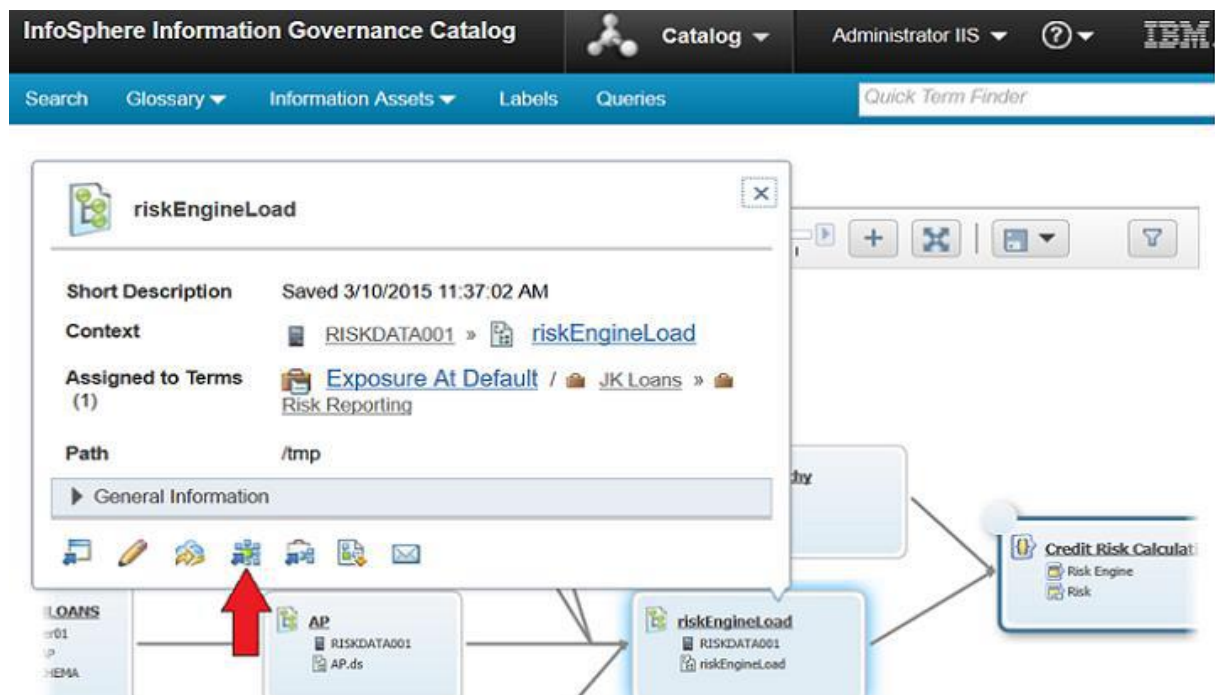 InfoSphere Information Governance Catalog
Catalog
Administrator IIS
?
IBM
Search Glossary Information Assets Labels Queries
Quick Term Finder
riskEngineLoad
Short Description Saved 3/10/2015 11:37:02 AM
Context RISKDATA001 » riskEngineLoad
Assigned to Terms Exposure At Default / JK Loans »
(1) Risk Reporting
Path /tmp
General Information
LOANS
AP
RISKDATA001
AP.ds
riskEngineLoad
RISKDATA001
riskEngineLoad
Credit Risk Calculat
Risk Engine
Risk